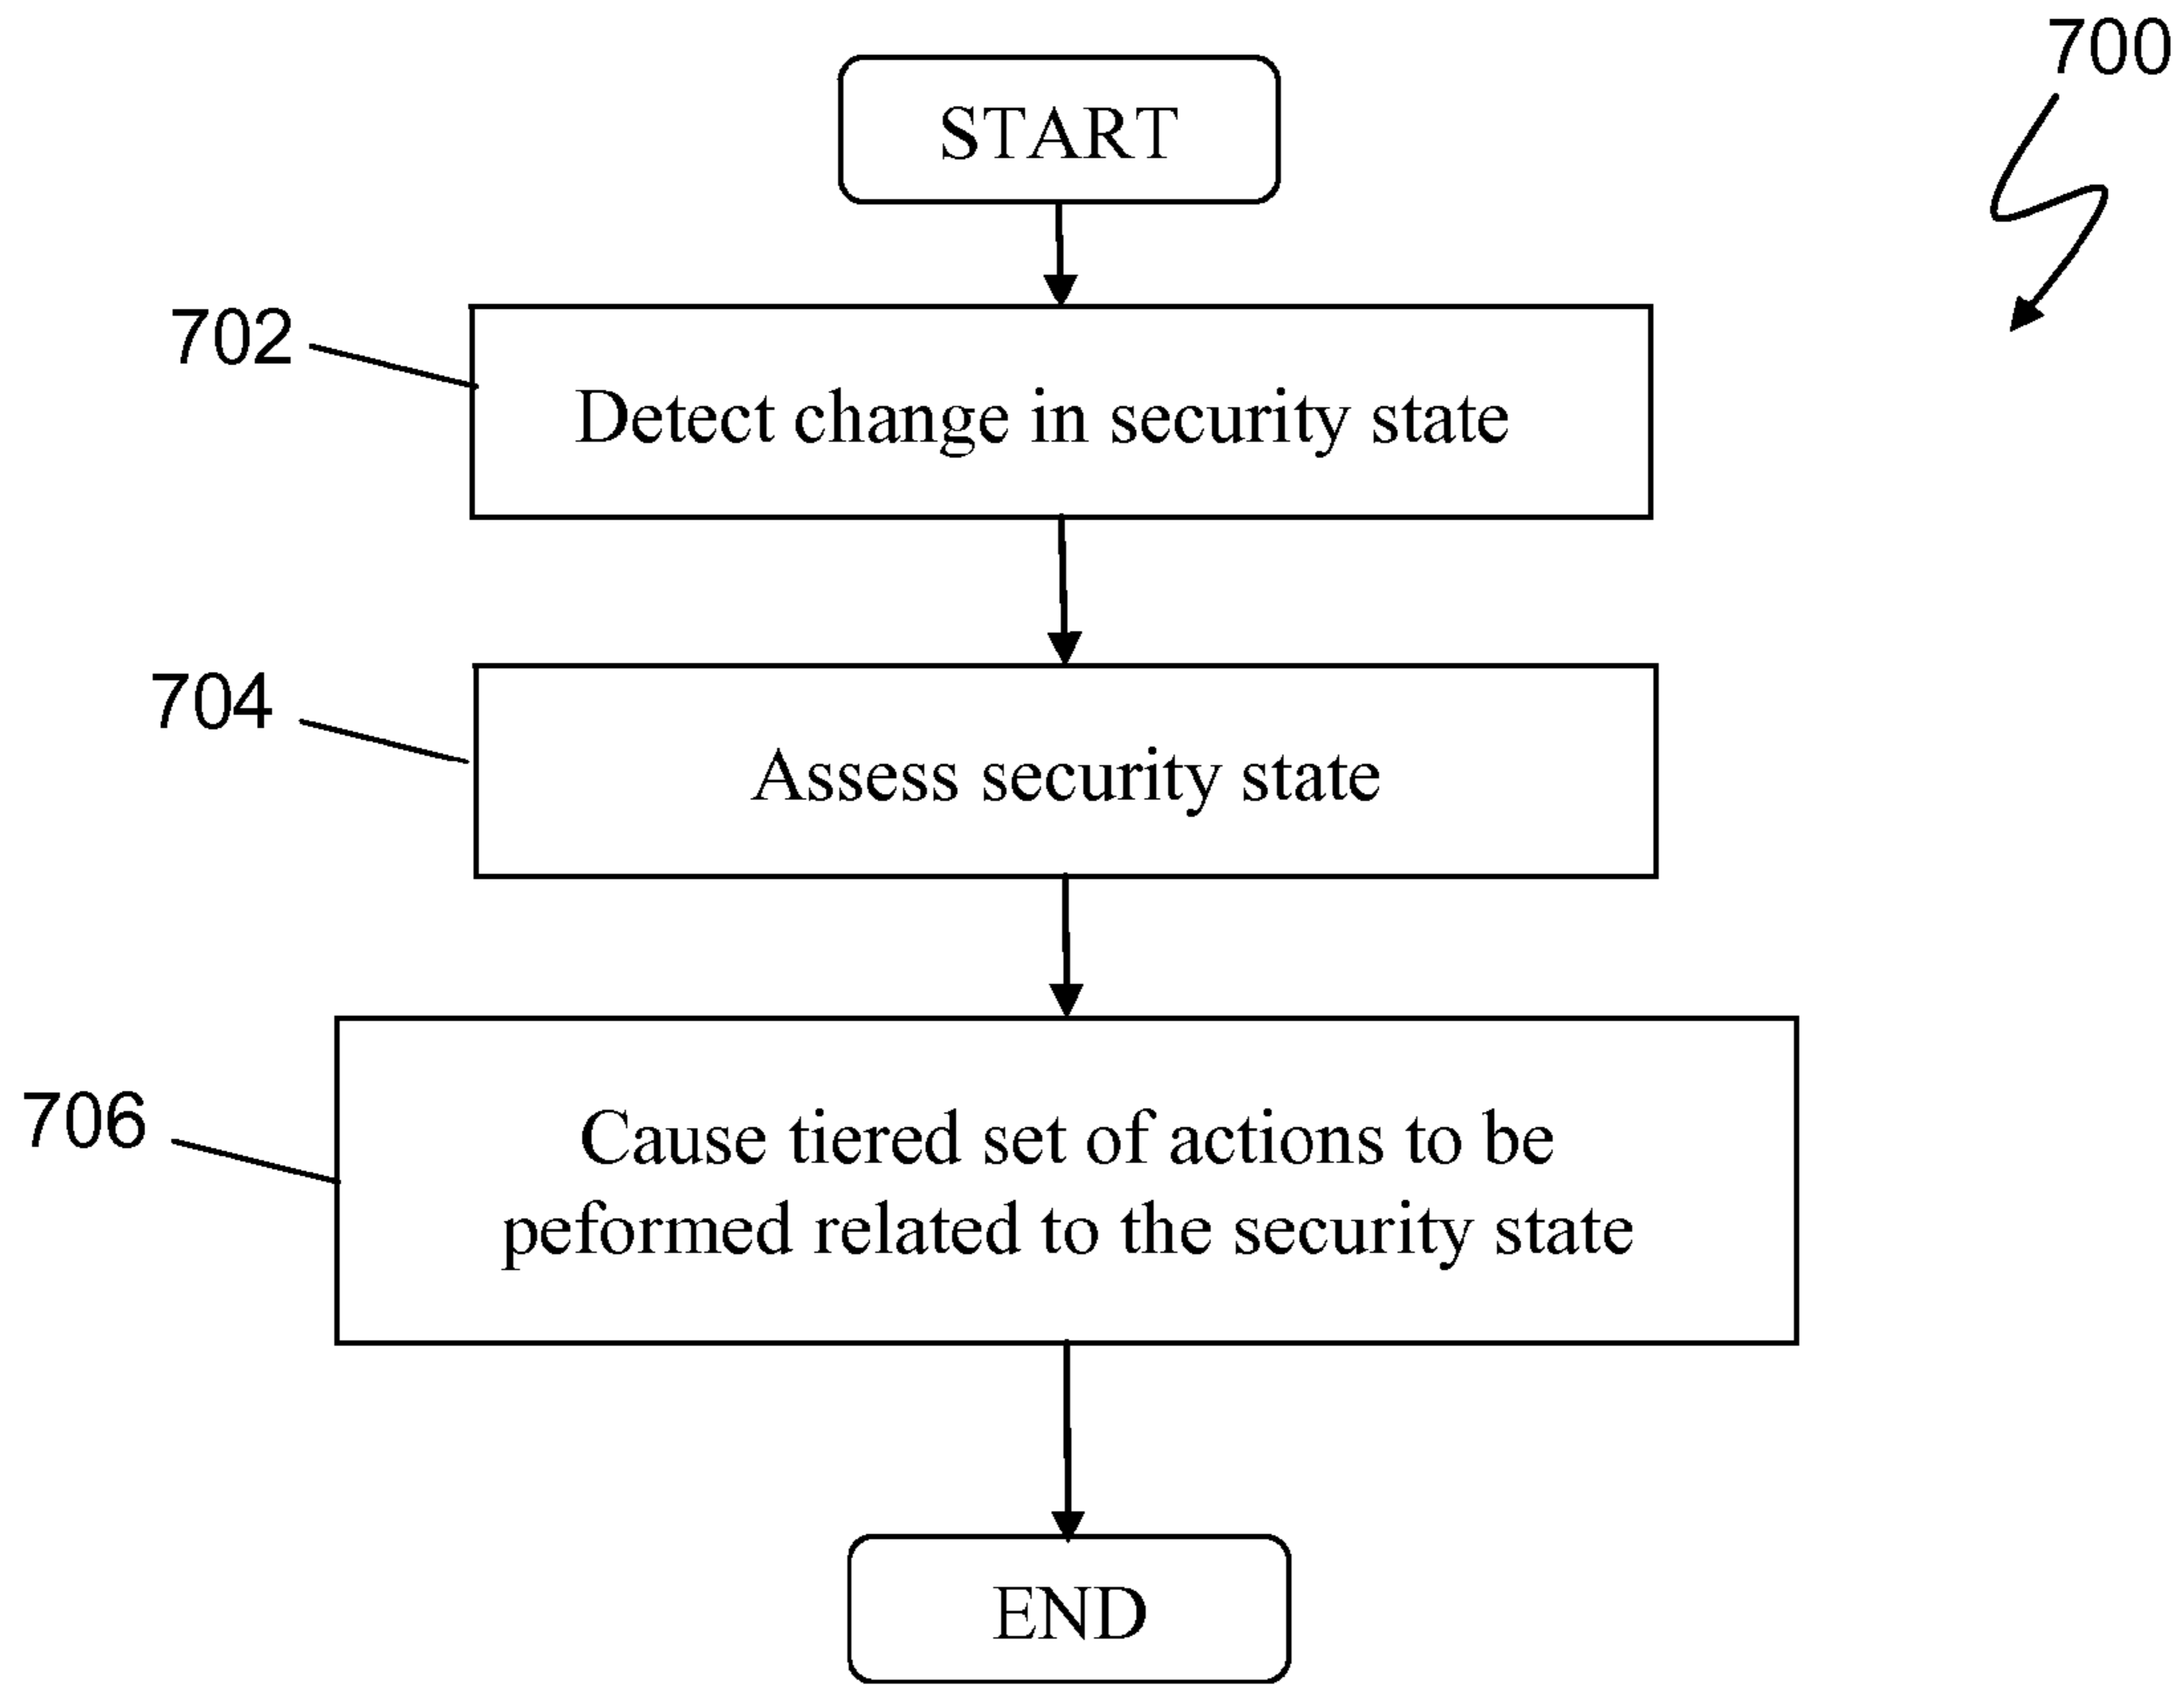 700
START
702
Detect change in security state
704
Assess security state
706
Cause tiered set of actions to be
peformed related to the security state
END